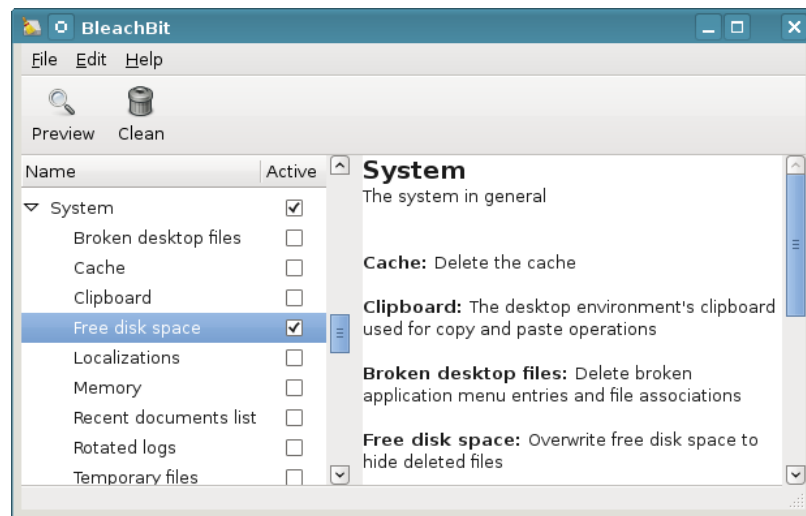 BleachBit
File Edit Help
Preview Clean
Name Active
System
Broken desktop files
Cache
Clipboard
Free disk space
Localizations
Memory
Recent documents list
Rotated logs
Temporary files
System
The system in general
Cache: Delete the cache
Clipboard: The desktop environment's clipboard
used for copy and paste operations
Broken desktop files: Delete broken
application menu entries and file associations
Free disk space: Overwrite free disk space to
hide deleted files